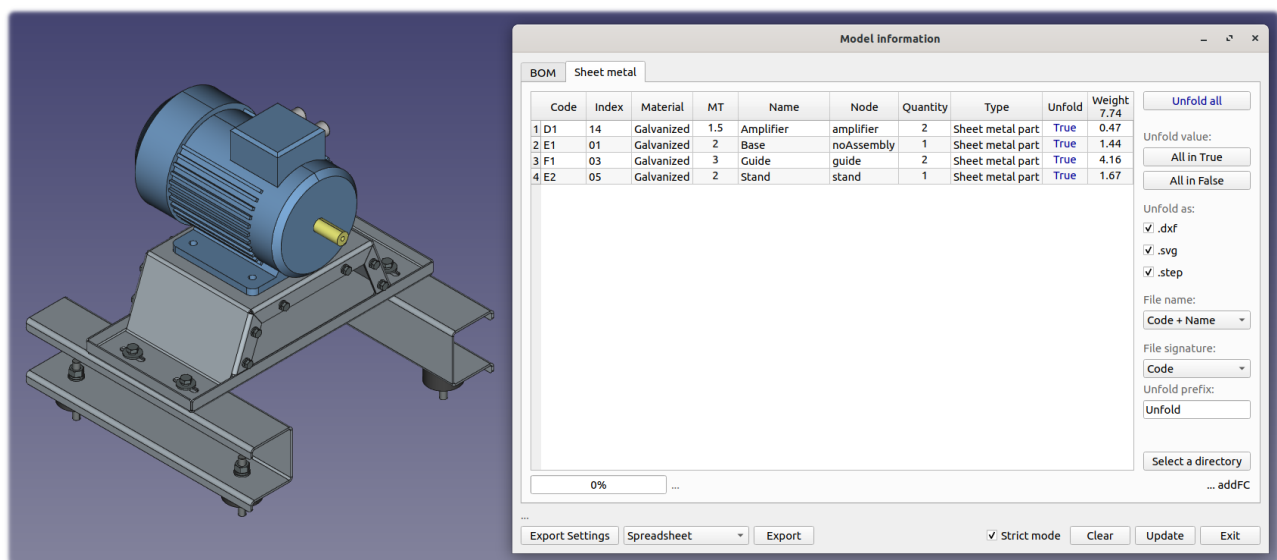 Model information
BOM Sheet metal
Code Index Material MT Name Node Quantity Type Unfold Weight
7.74
1 D1 14 Galvanized 1.5 Amplifier amplifier 2 Sheet metal part True 0.47
2 E1 01 Galvanized 2 Base noAssembly 1 Sheet metal part True 1.44
3 F1 03 Galvanized 3 Guide guide 2 Sheet metal part True 4.16
4 E2 05 Galvanized 2 Stand stand 1 Sheet metal part True 1.67
Unfold all
Unfold value:
All in True
All in False
Unfold as:
.dxf
.svg
.step
File name:
Code + Name
File signature:
Code
Unfold prefix:
Unfold
Select a directory
0% ...
... addFC
...
Export Settings Spreadsheet Export Strict mode Clear Update Exit